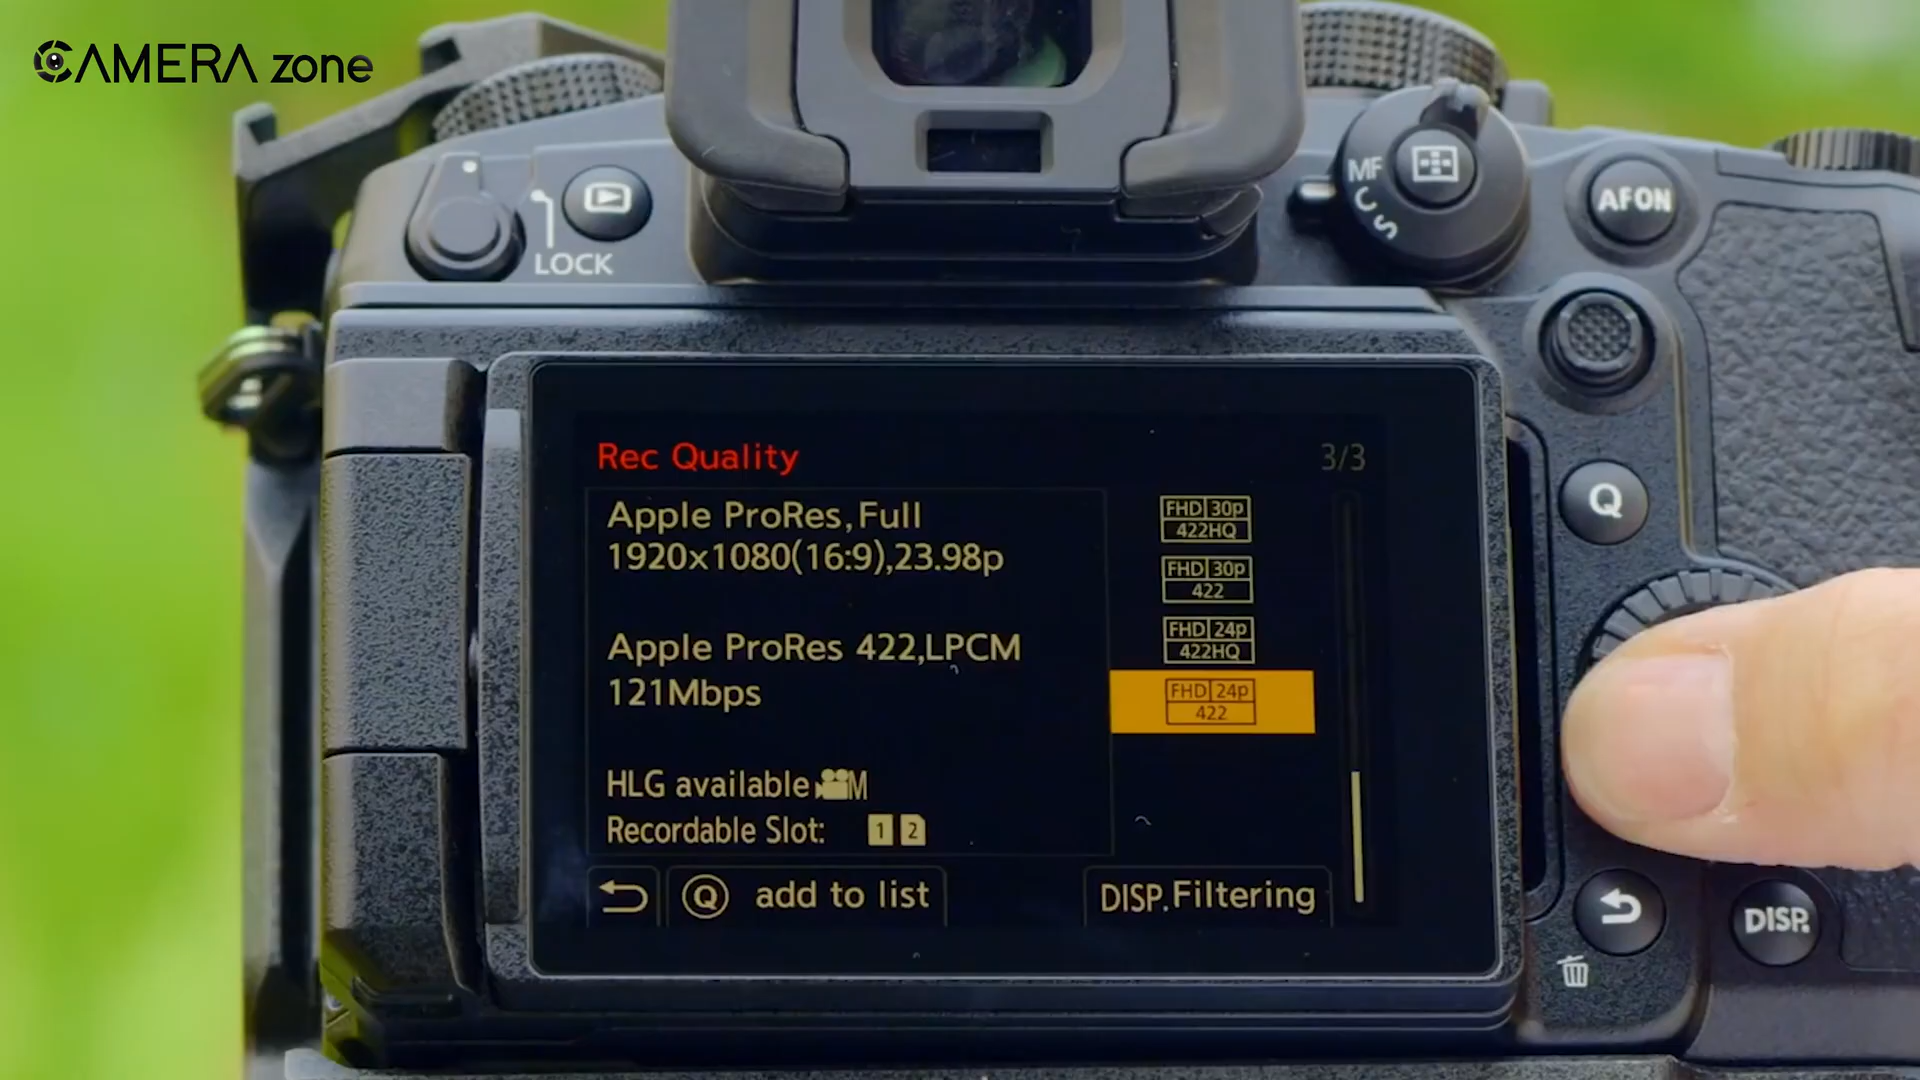 CAMERA zone
LOCK
MF
C
S
AF ON
Q
Rec Quality
3/3
Apple ProRes,Full
1920x1080(16:9),23.98p
Apple ProRes 422,LPCM
121Mbps
HLG available M
Recordable Slot: 1 2
FHD 30p
422HQ
FHD 30p
422
FHD 24p
422HQ
FHD 24p
422
Q add to list
DISP.Filtering
DISP.